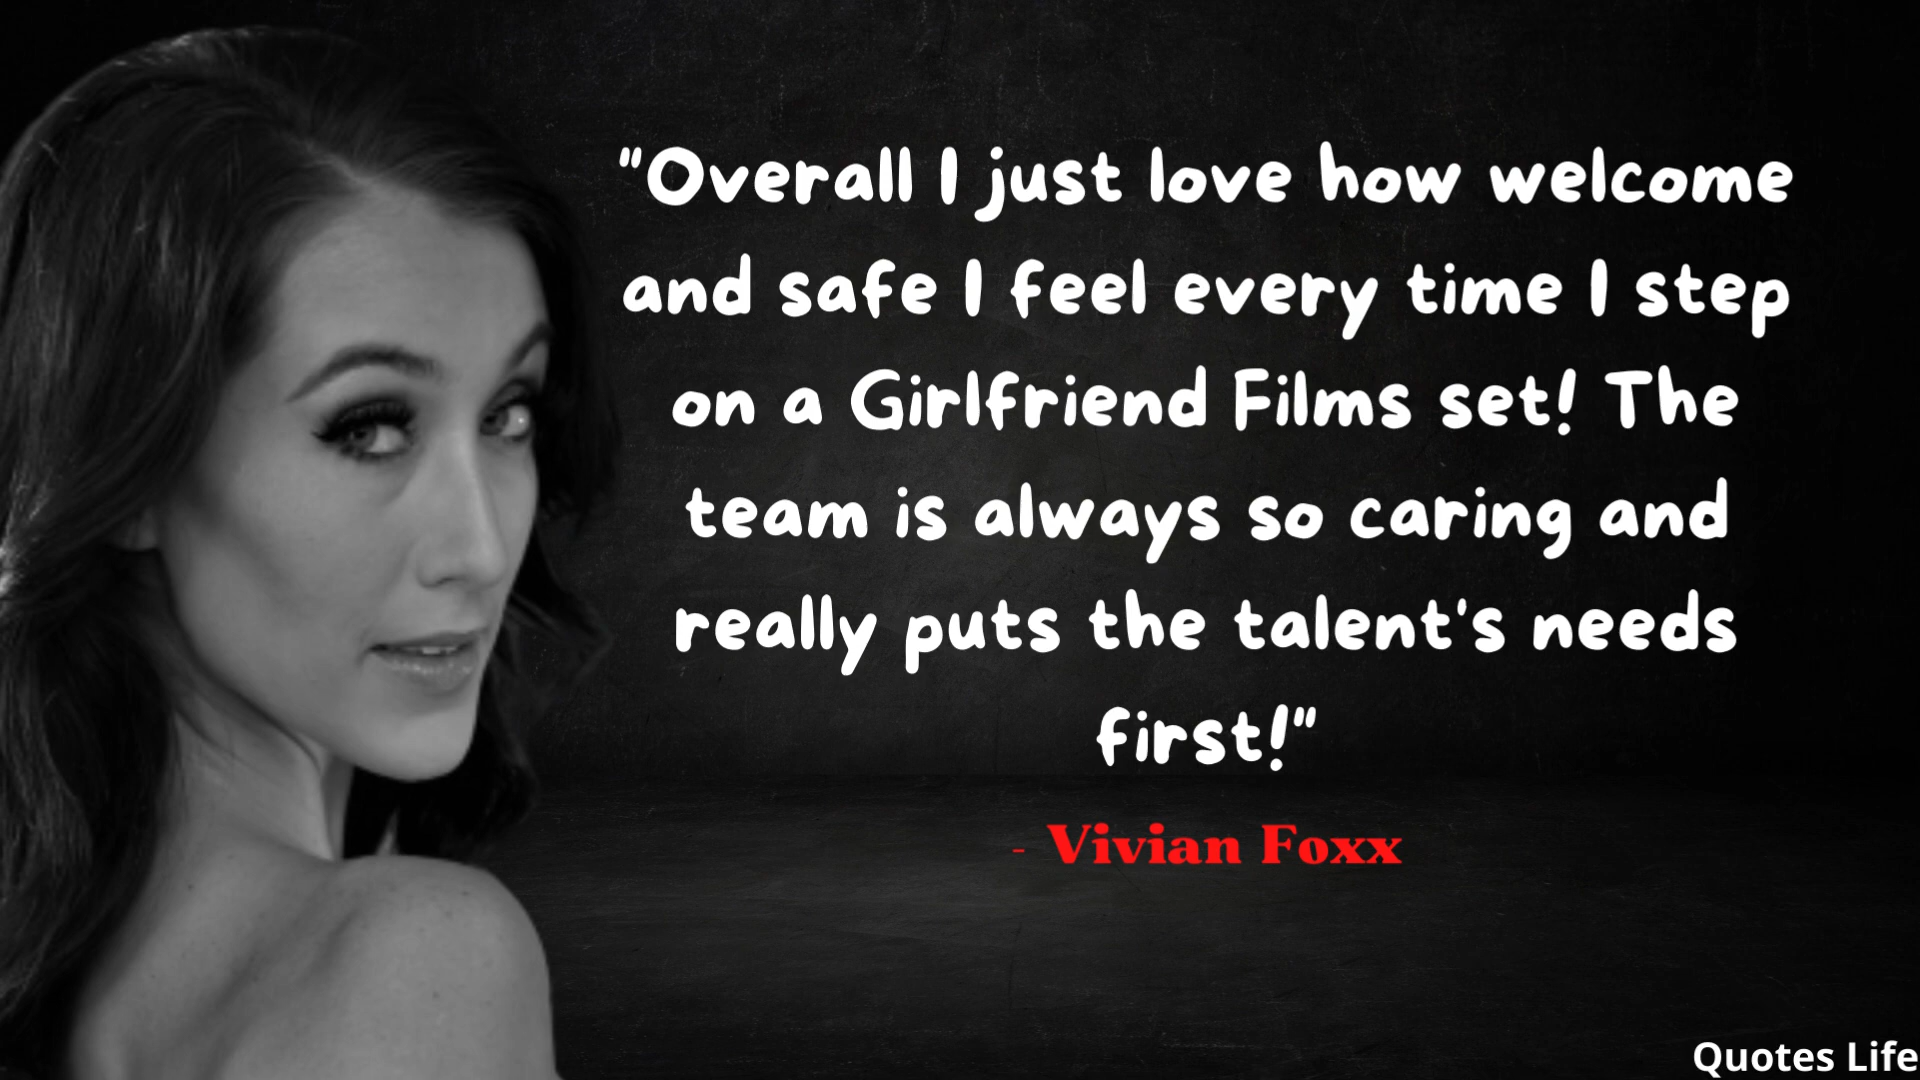 "Overall I just love how welcome
and safe I feel every time I step
on a Girlfriend Films set! The
team is always so caring and
really puts the talent's needs
first!"
- Vivian Foxx
Quotes Life